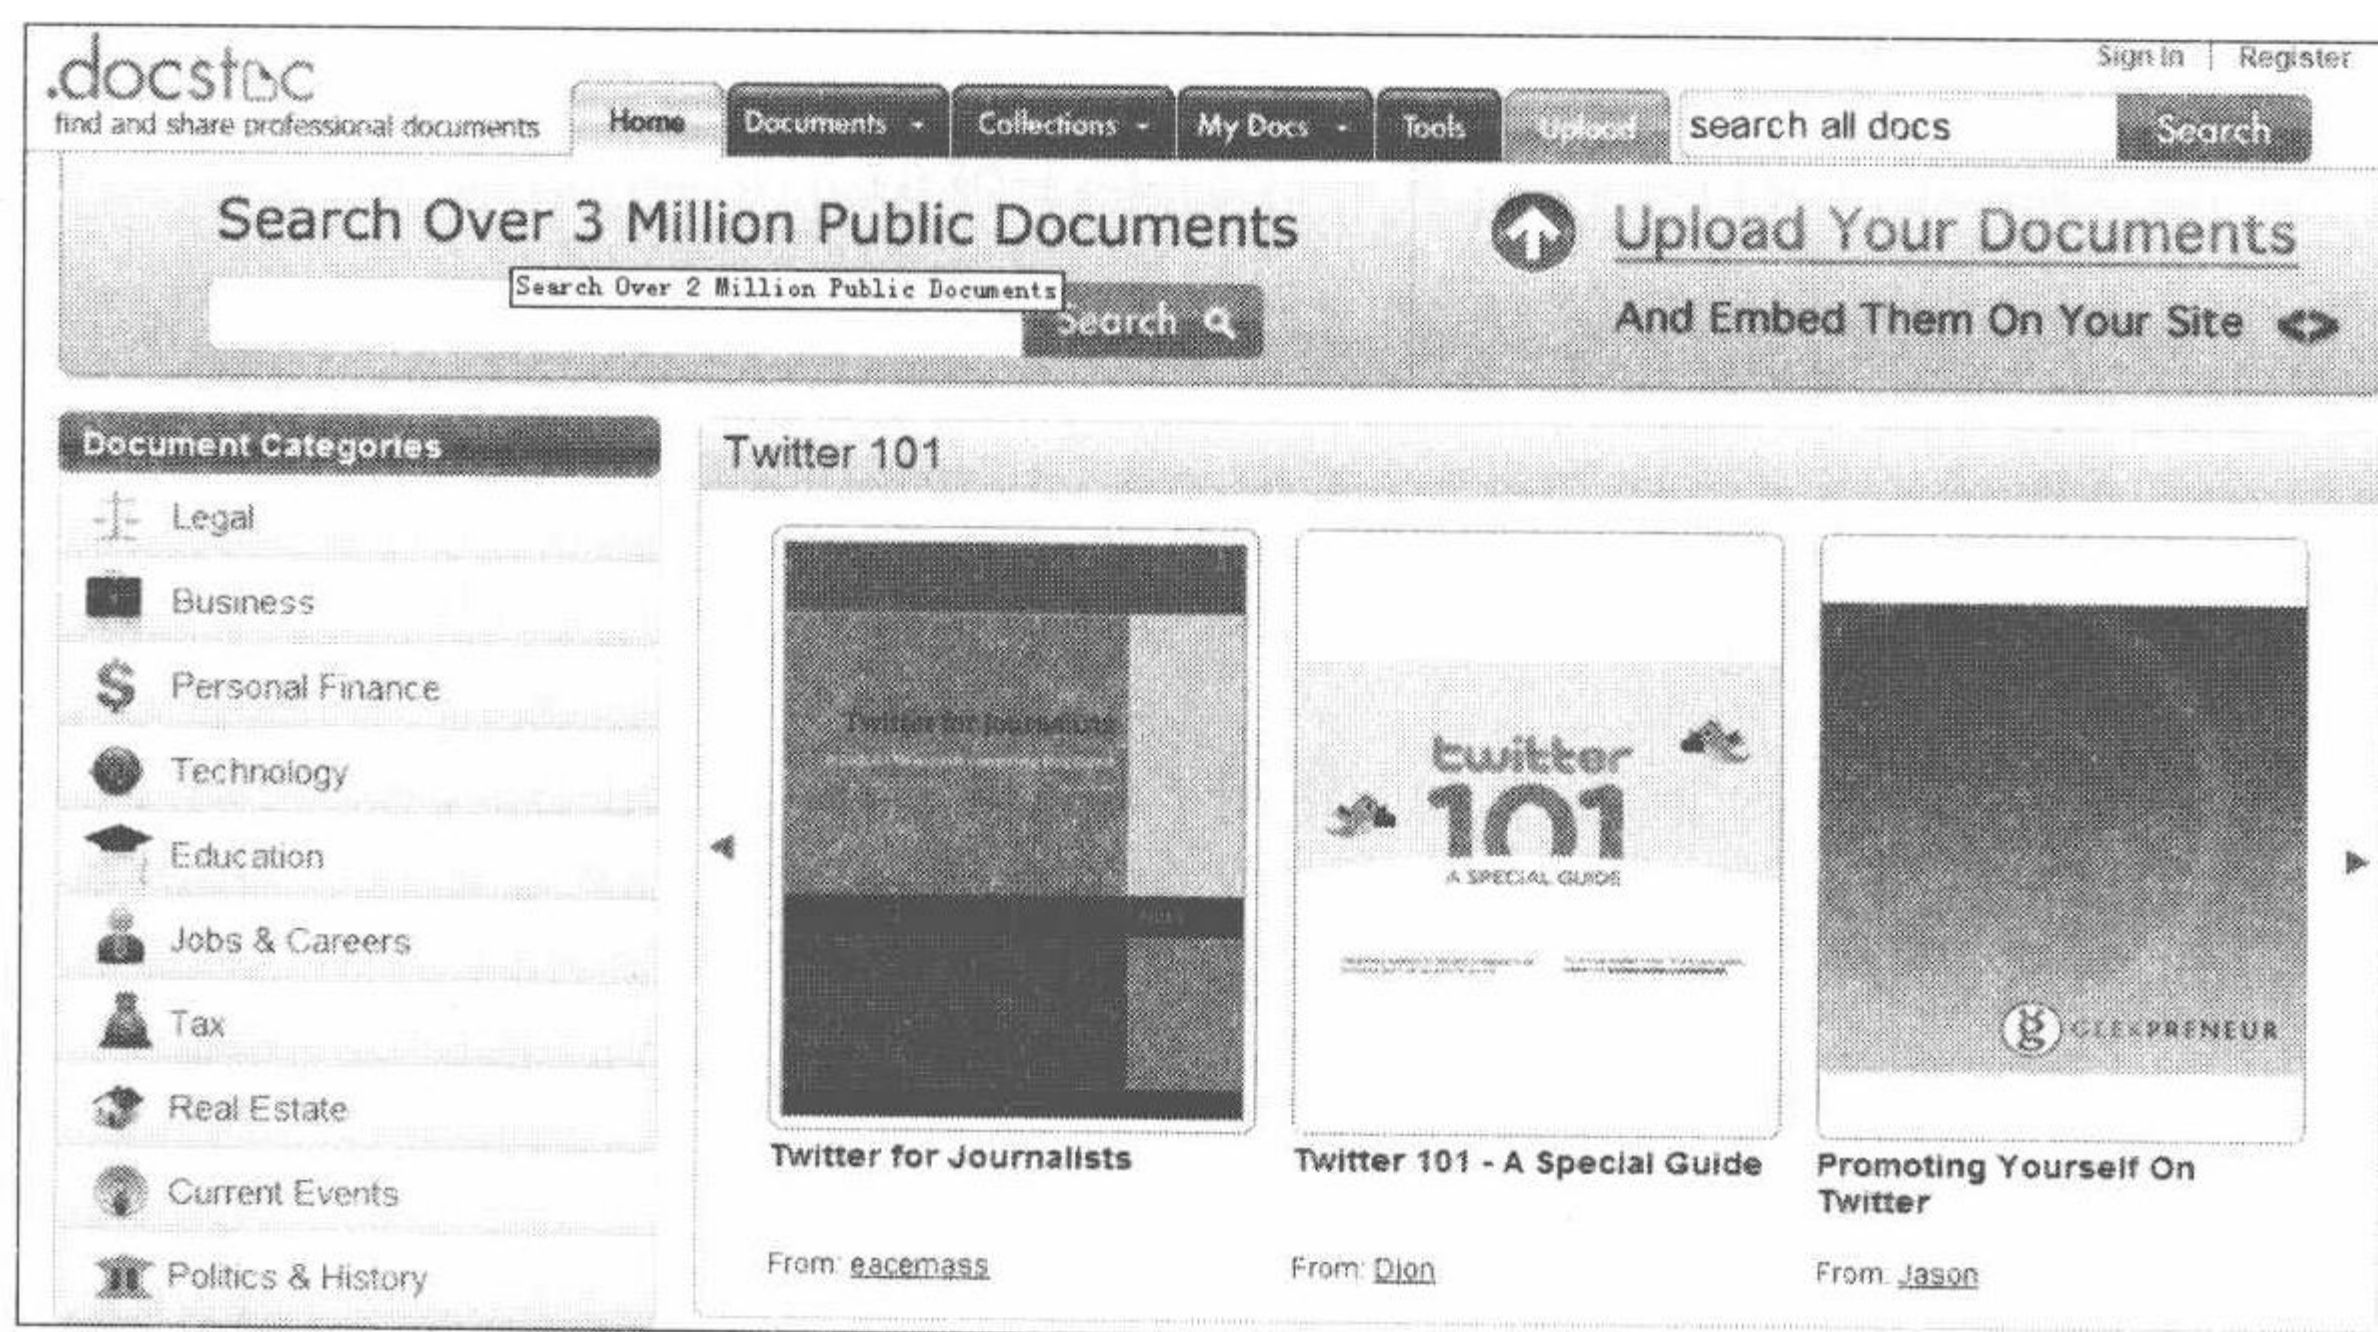 Sign In | Register
.docstoc
find and share professional documents
Home Documents Collections My Docs Tools Upload search all docs Search
Search Over 3 Million Public Documents
Search Over 2 Million Public Documents
Search
Upload Your Documents
And Embed Them On Your Site
Document Categories
Legal
Business
Personal Finance
Technology
Education
Jobs & Careers
Tax
Real Estate
Current Events
Politics & History
Twitter 101
Twitter for Journalists
twitter
101
A SPECIAL GUIDE
GEEKPRENEUR
Twitter for Journalists
From: eacemass
Twitter 101 - A Special Guide
From: Dion
Promoting Yourself On
Twitter
From: Jason